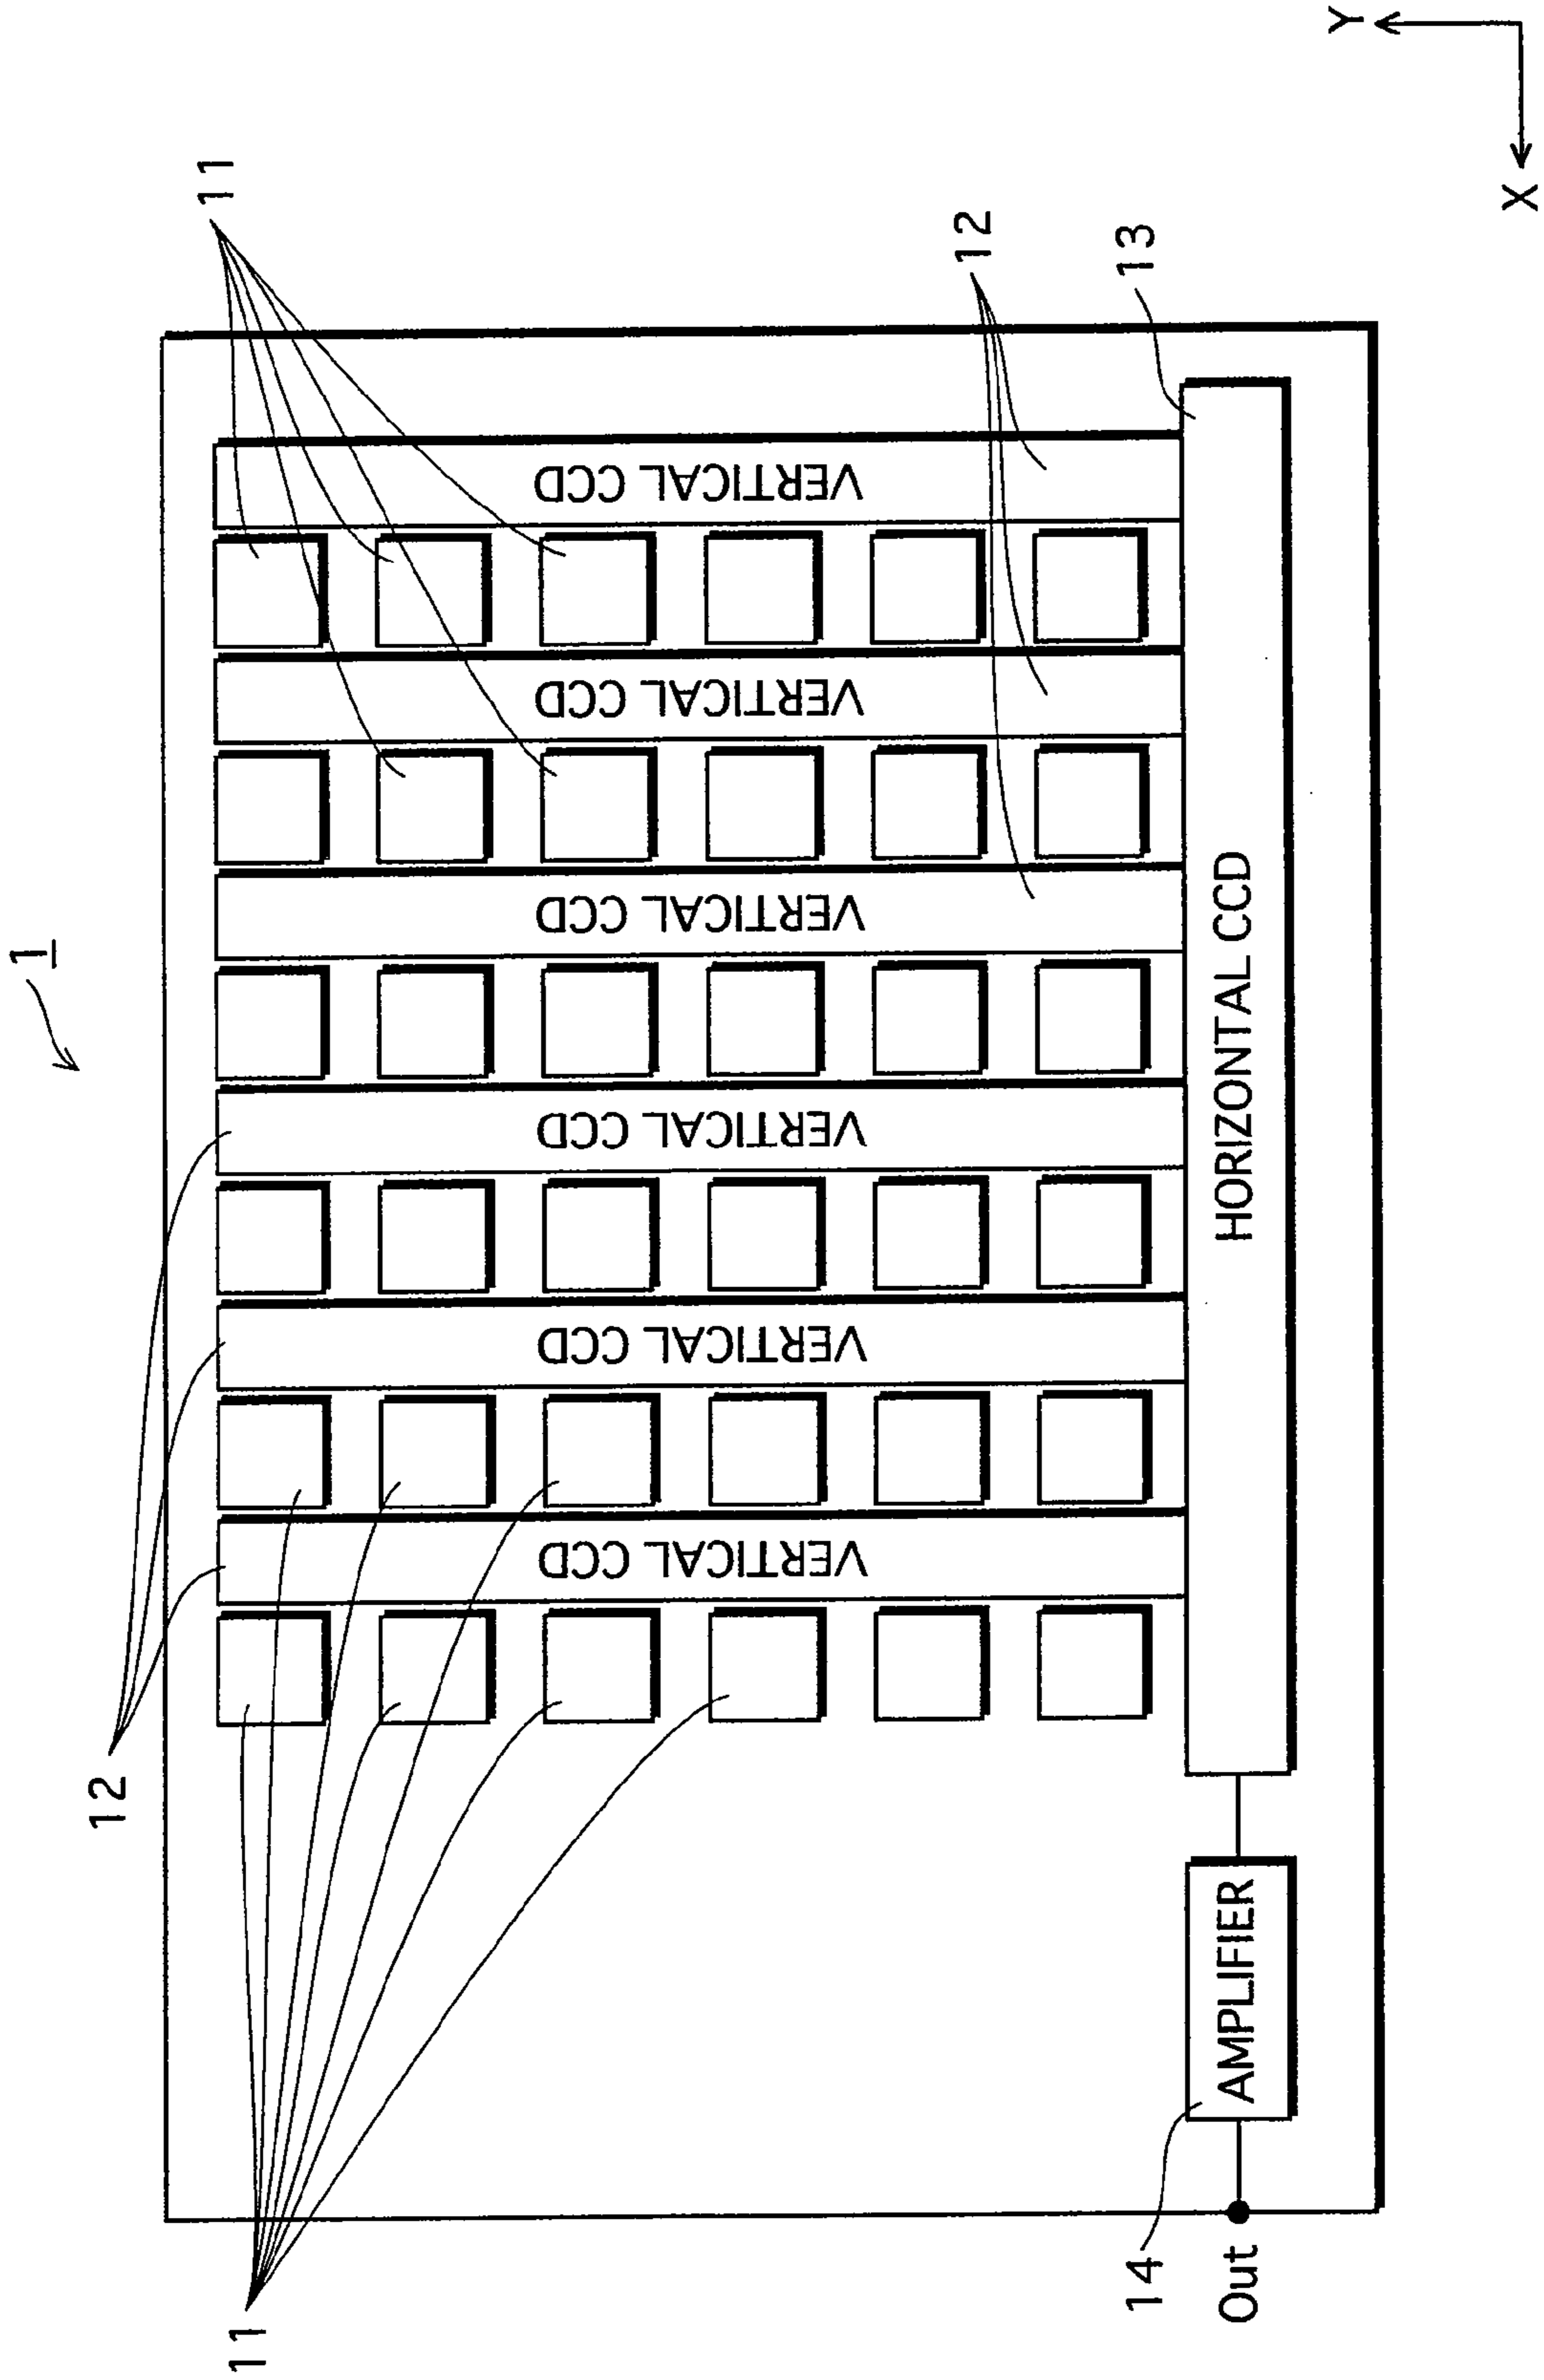 1
11
12
13
Y
X
VERTICAL CCD
VERTICAL CCD
VERTICAL CCD
VERTICAL CCD
VERTICAL CCD
VERTICAL CCD
HORIZONTAL CCD
12
11
AMPLIFIER
14
Out